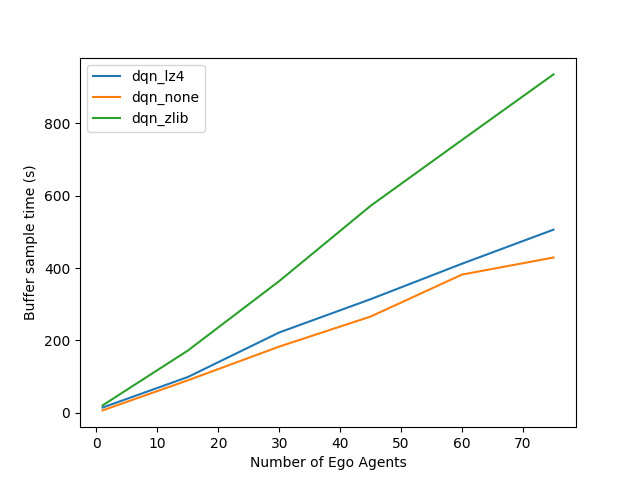 dqn_lz4
dqn_none
dqn_zlib
800
600
400
200
0
Buffer sample time (s)
0 10 20 30 40 50 60 70
Number of Ego Agents